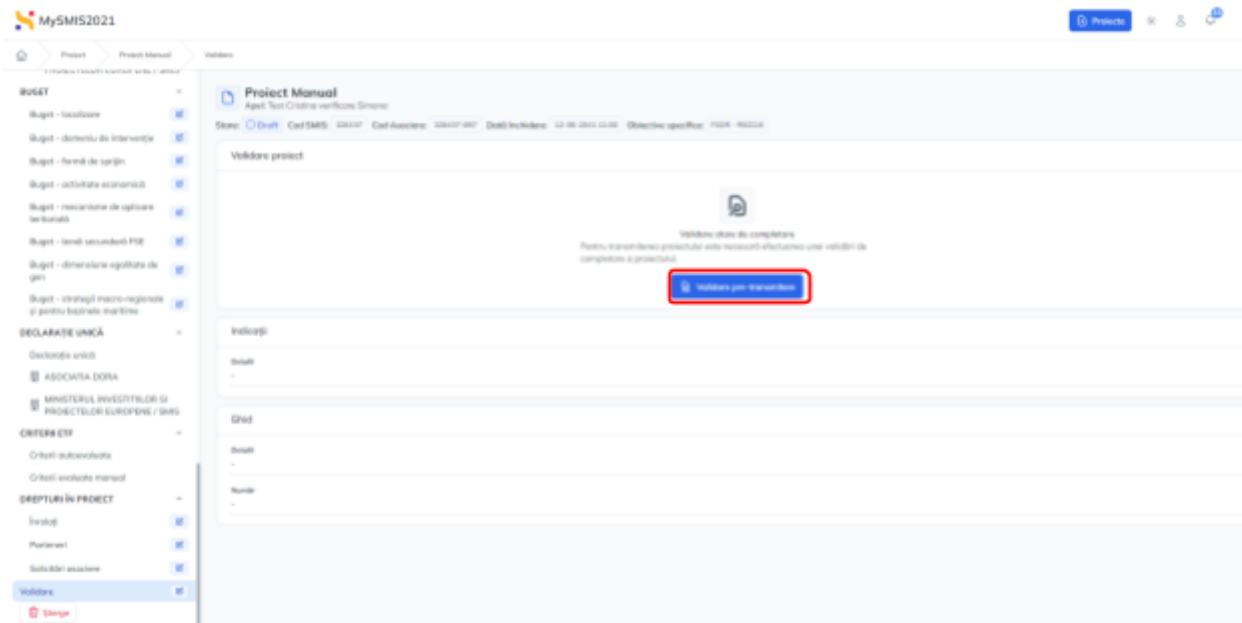 MySMIS2021
Proiecte
Proiect
Proiect Manual
Validare
BUGET
Buget - localizare
Buget - domeniu de intervenție
Buget - formă de sprijin
Buget - activitate economică
Buget - mecanisme de aplicare
teritorială
Buget - temă secundară FSE
Buget - dimensiune egalitate de
gen
Buget - strategii macro-regionale
și pentru bazinele maritime
DECLARAȚIE UNICĂ
Declarație unică
ASOCIATIA DORA
MINISTERUL INVESTITIILOR SI
PROIECTELOR EUROPENE / SMIS
CRITERII ETF
Criterii autoevaluate
Criterii evaluate manual
DREPTURI ÎN PROIECT
Înrolați
Parteneri
Solicitări asociere
Validare
Șterge
Proiect Manual
Apel: Test Cristina verificare Simona
Stare: Draft Cod SMIS: Cod Asociere: Dată închidere: Obiective specifice:
Validare proiect
Validare stare de completare
Pentru transmiterea proiectului este necesară efectuarea unei validări de
completare a proiectului.
Validare pre-transmitere
Indicații
Detalii
-
Ghid
Detalii
-
Număr
-